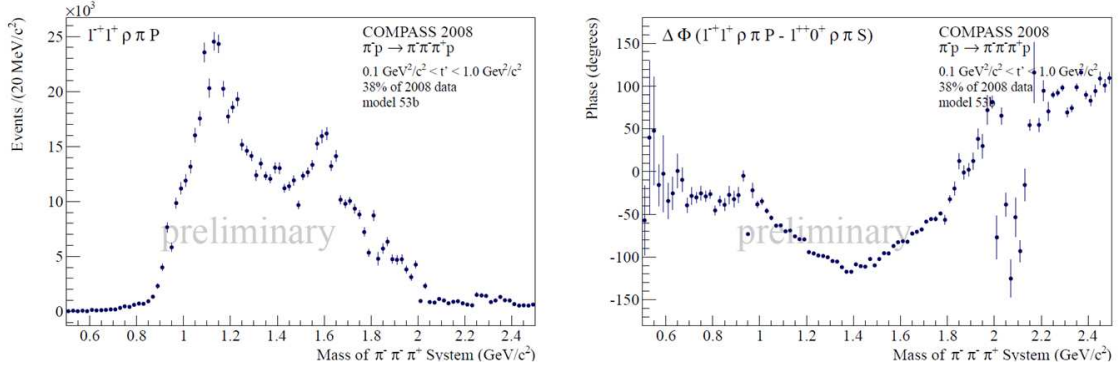 ×10³
1⁻⁺1⁺ ρ π P
COMPASS 2008
π⁻p → π⁻π⁻π⁺p
0.1 GeV²/c² < t' < 1.0 GeV²/c²
38% of 2008 data
model 53b
Events /(20 MeV/c²)
25
20
15
10
5
0
preliminary
0.6 0.8 1 1.2 1.4 1.6 1.8 2 2.2 2.4
Mass of π⁻ π⁻ π⁺ System (GeV/c²)
Δ Φ (1⁻⁺1⁺ ρ π P - 1⁺⁺0⁺ ρ π S)
COMPASS 2008
π⁻p → π⁻π⁻π⁺p
0.1 GeV²/c² < t' < 1.0 GeV²/c²
38% of 2008 data
model 53b
Phase (degrees)
150
100
50
0
-50
-100
-150
preliminary
0.6 0.8 1 1.2 1.4 1.6 1.8 2 2.2 2.4
Mass of π⁻ π⁻ π⁺ System (GeV/c²)